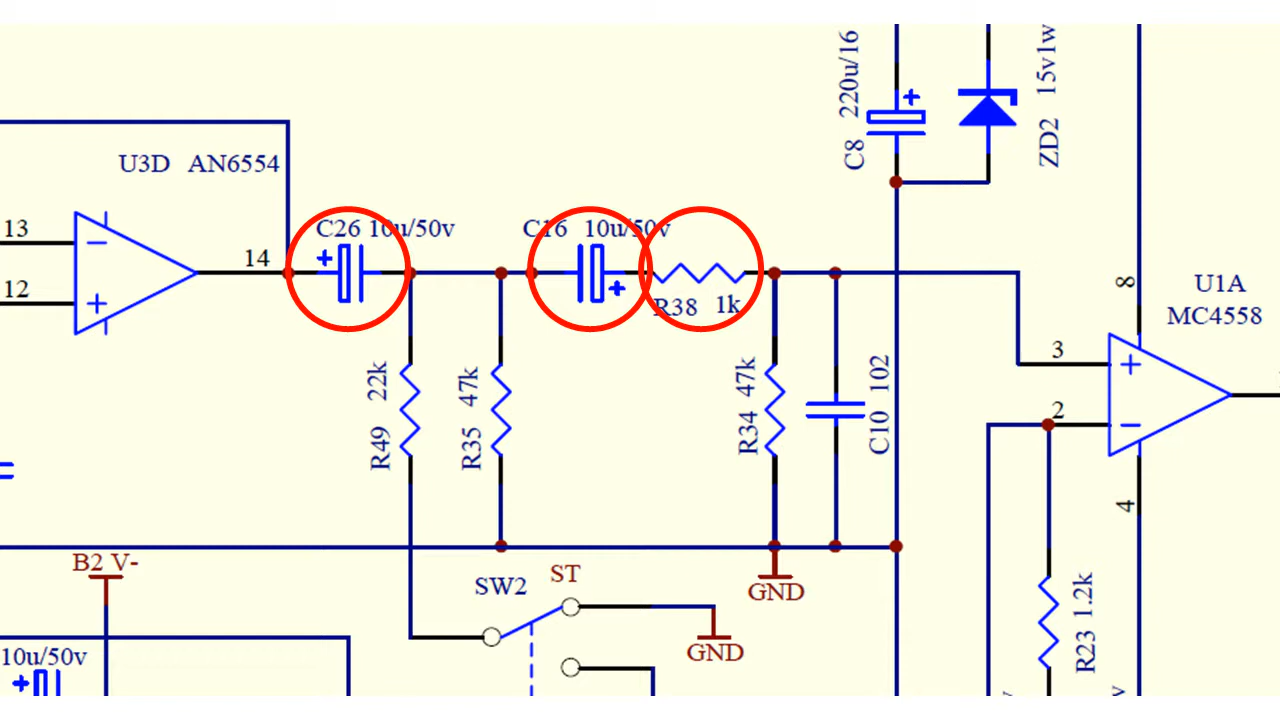 220u/16
C8
15v1w
ZD2
U3D AN6554
13
12
14
C26 10u/50v
C16 10u/50v
R38 1k
8
U1A
MC4558
3
2
4
22k
R49
47k
R35
47k
R34
102
C10
B2 V-
SW2
ST
GND
GND
1.2k
R23
10u/50v